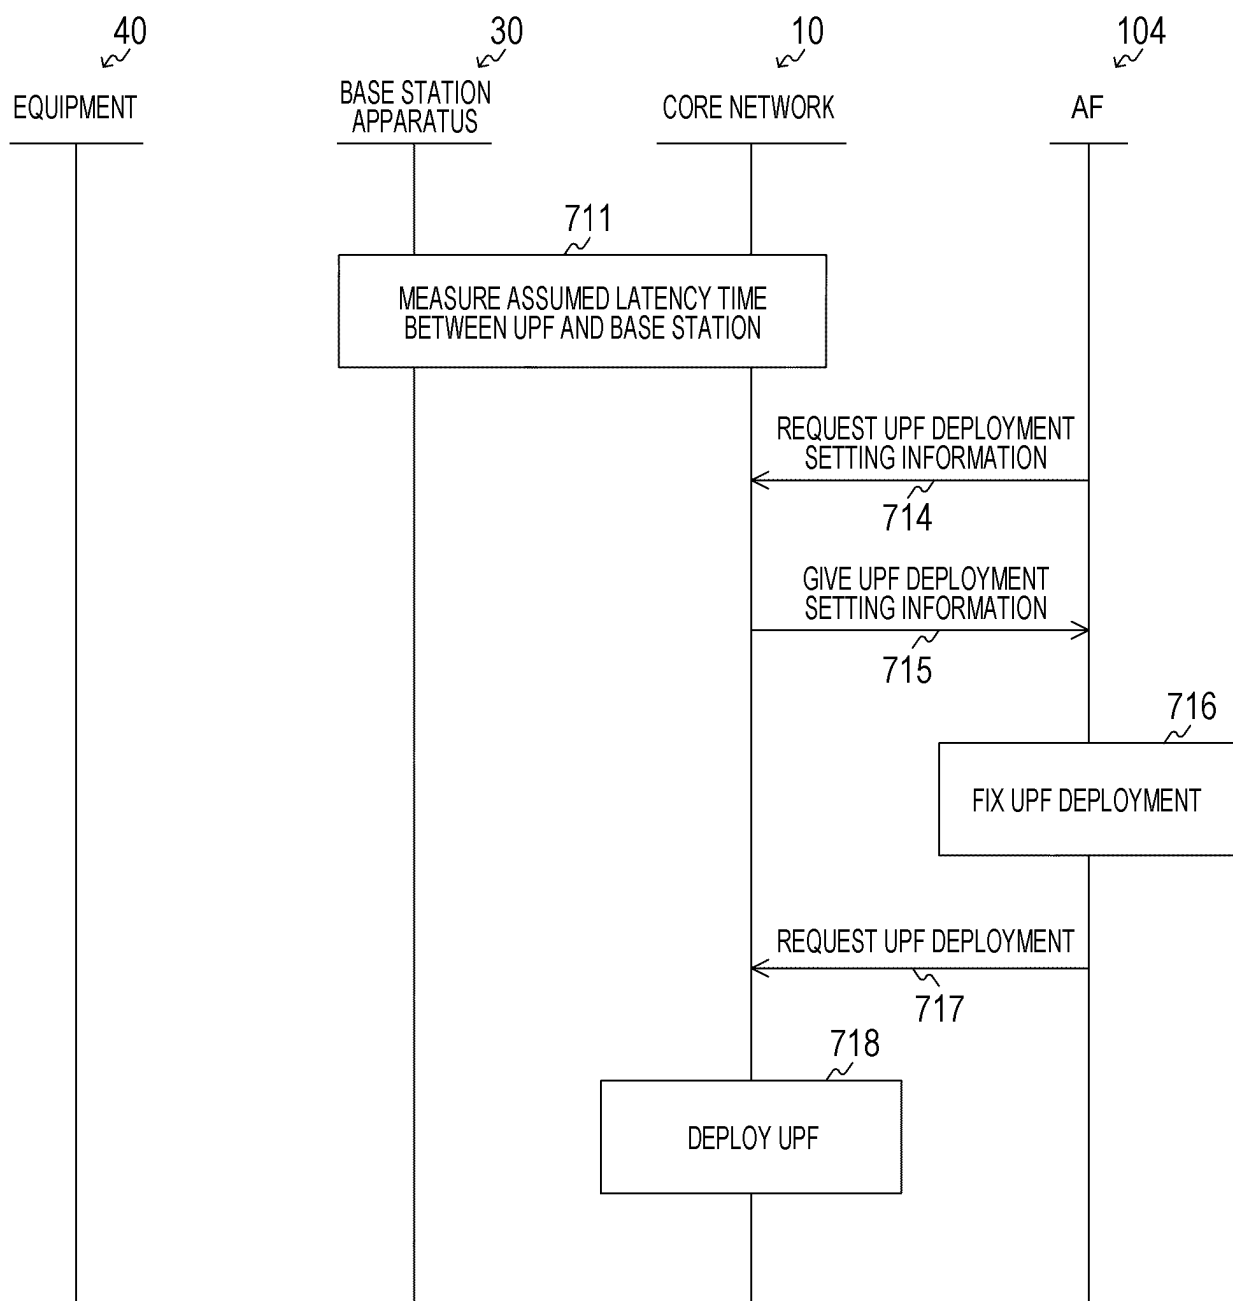 40
30
10
104
EQUIPMENT
BASE STATION
APPARATUS
CORE NETWORK
AF
711
MEASURE ASSUMED LATENCY TIME
BETWEEN UPF AND BASE STATION
REQUEST UPF DEPLOYMENT
SETTING INFORMATION
714
GIVE UPF DEPLOYMENT
SETTING INFORMATION
715
716
FIX UPF DEPLOYMENT
REQUEST UPF DEPLOYMENT
717
718
DEPLOY UPF